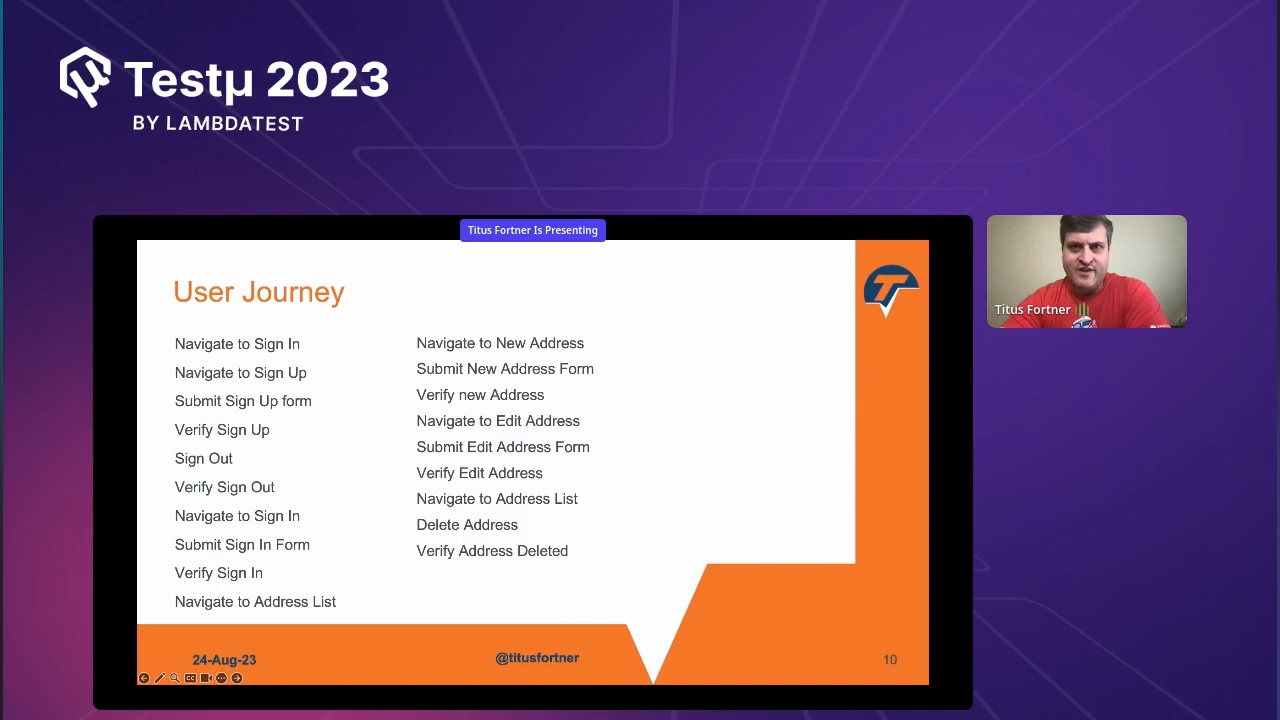 Testμ 2023
BY LAMBDATEST
Titus Fortner Is Presenting
User Journey
Navigate to Sign In
Navigate to Sign Up
Submit Sign Up form
Verify Sign Up
Sign Out
Verify Sign Out
Navigate to Sign In
Submit Sign In Form
Verify Sign In
Navigate to Address List
Navigate to New Address
Submit New Address Form
Verify new Address
Navigate to Edit Address
Submit Edit Address Form
Verify Edit Address
Navigate to Address List
Delete Address
Verify Address Deleted
24-Aug-23
@titusfortner
10
CC
Titus Fortner